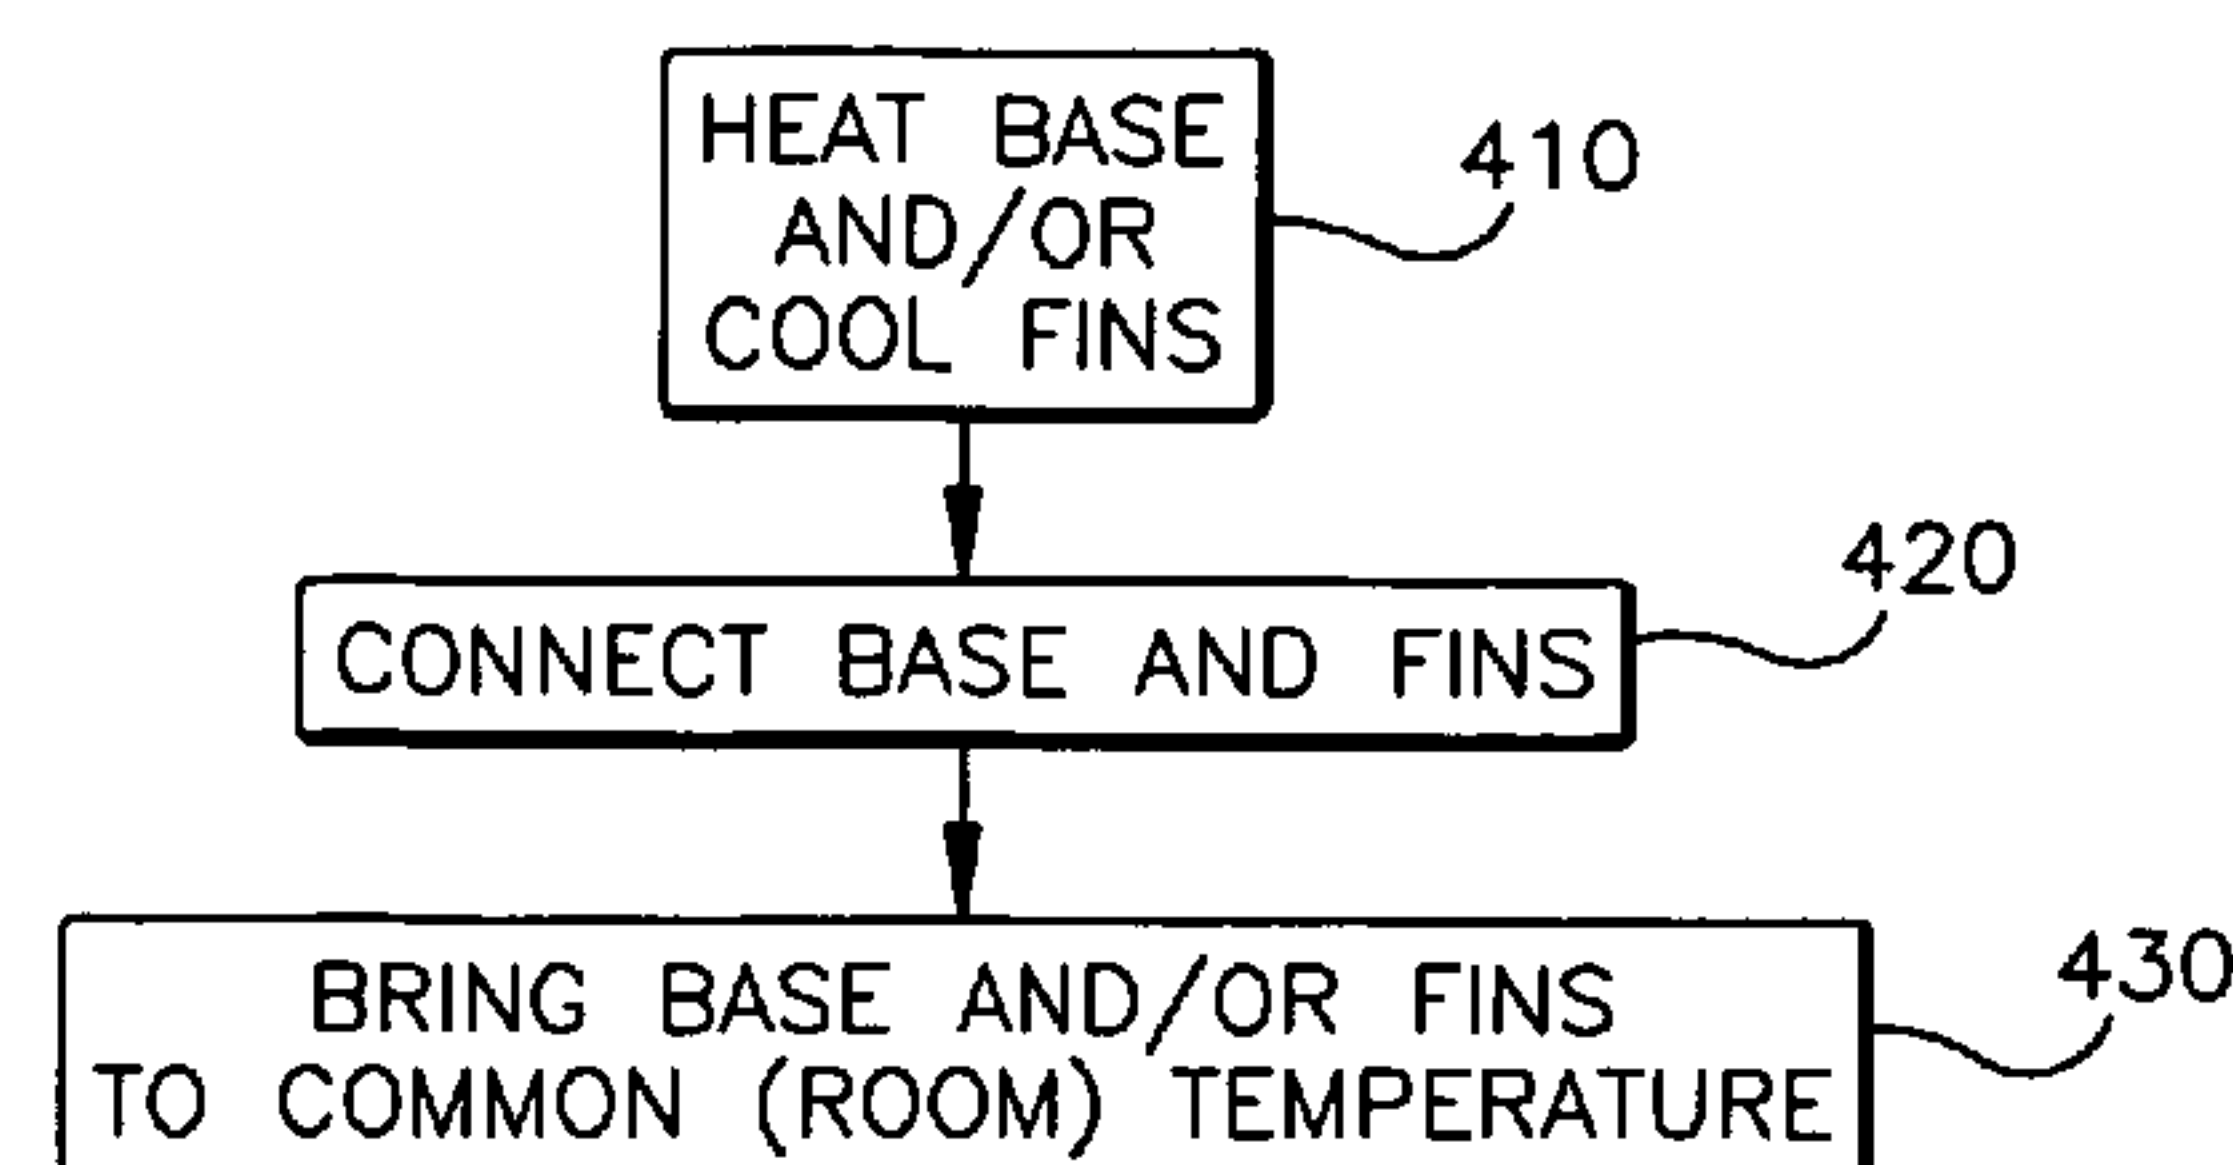 HEAT BASE
AND/OR
COOL FINS
410
CONNECT BASE AND FINS
420
BRING BASE AND/OR FINS
TO COMMON (ROOM) TEMPERATURE
430